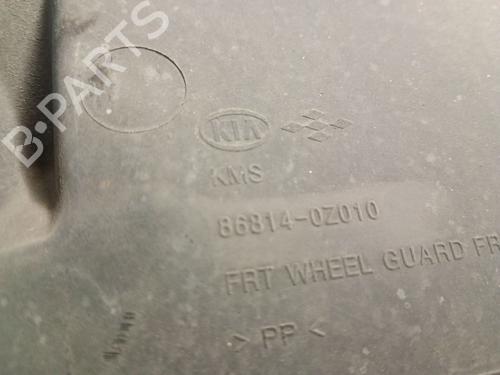 B-PARTS
KIA
KMS
86814-0Z010
FRT WHEEL GUARD FR
> PP <